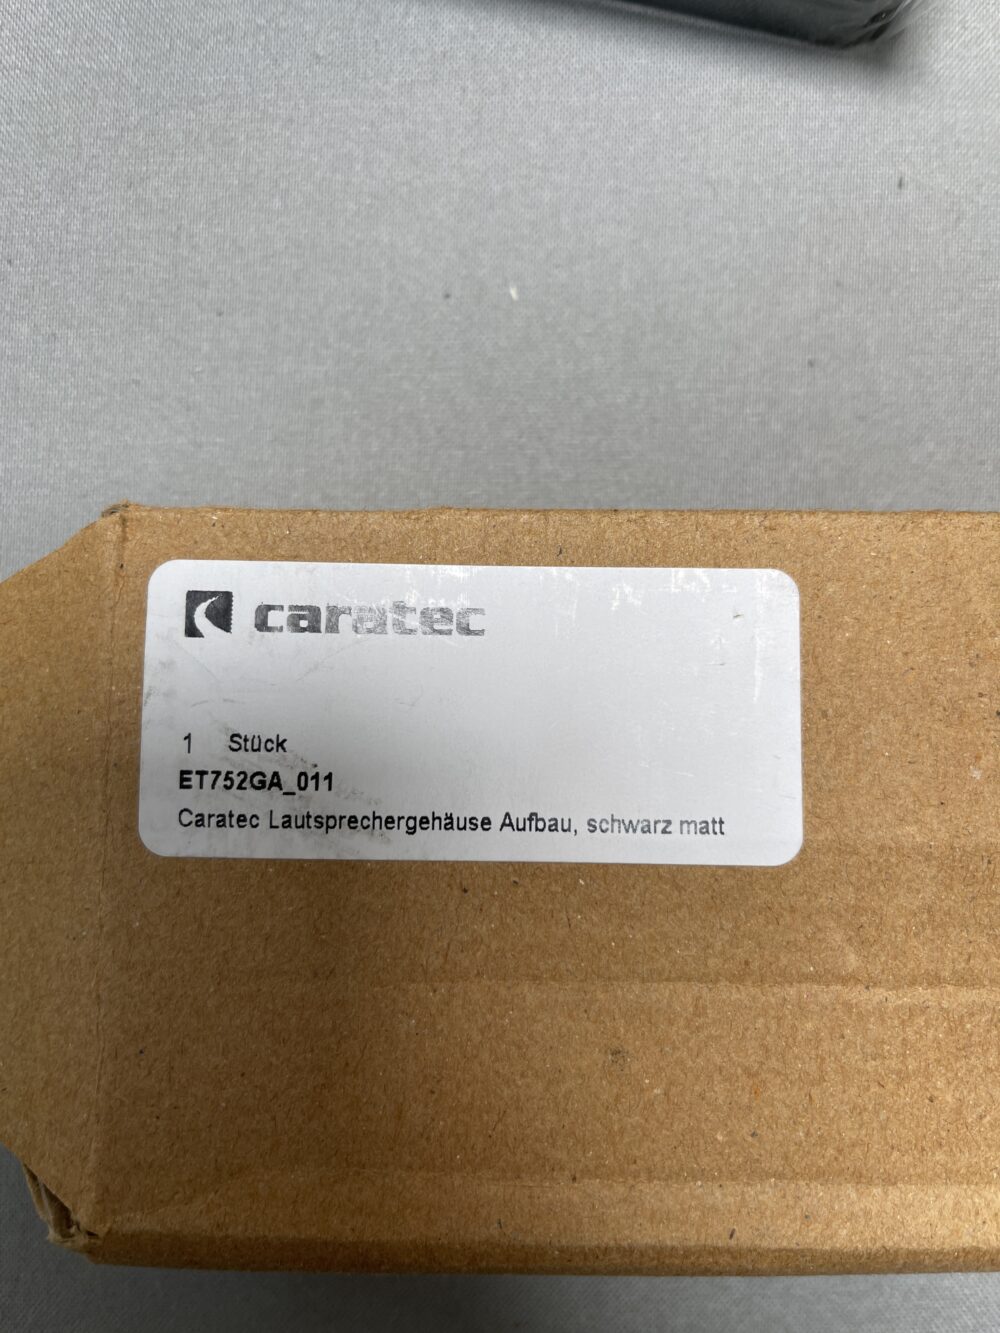 caratec
1 Stück
ET752GA_011
Caratec Lautsprechergehäuse Aufbau, schwarz matt